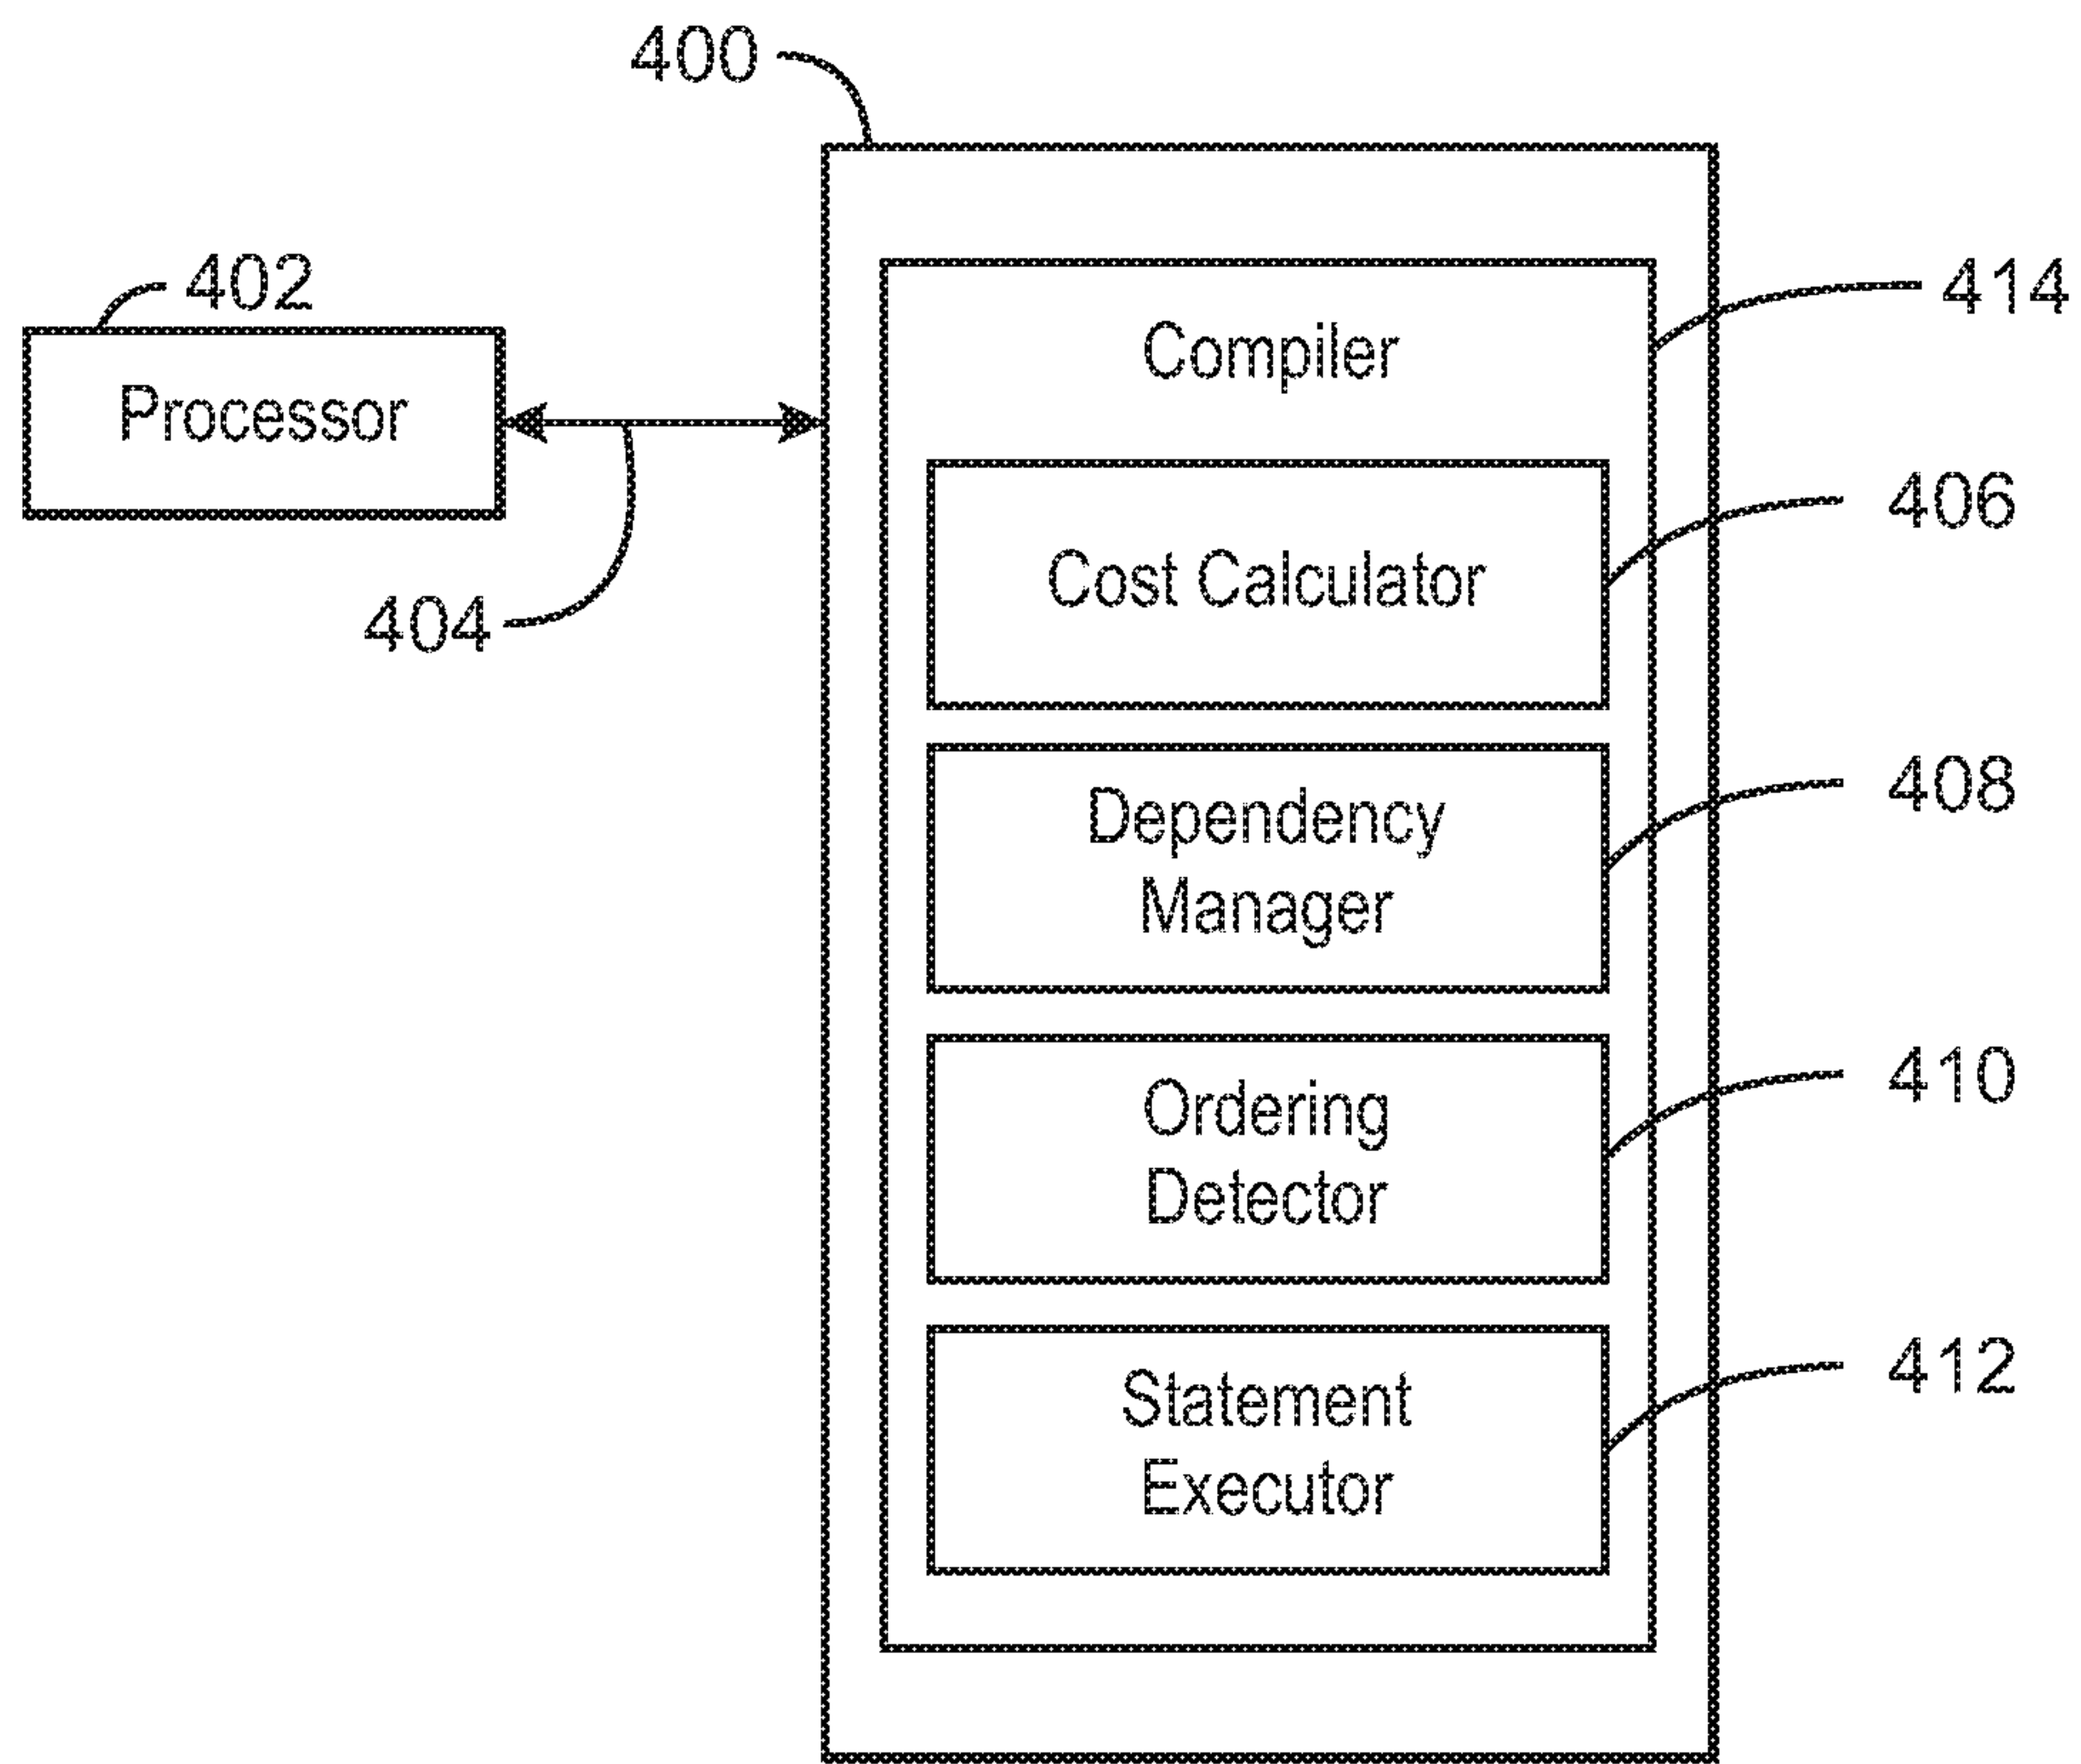 400
402
Processor
404
414
Compiler
406
Cost Calculator
408
Dependency
Manager
410
Ordering
Detector
412
Statement
Executor